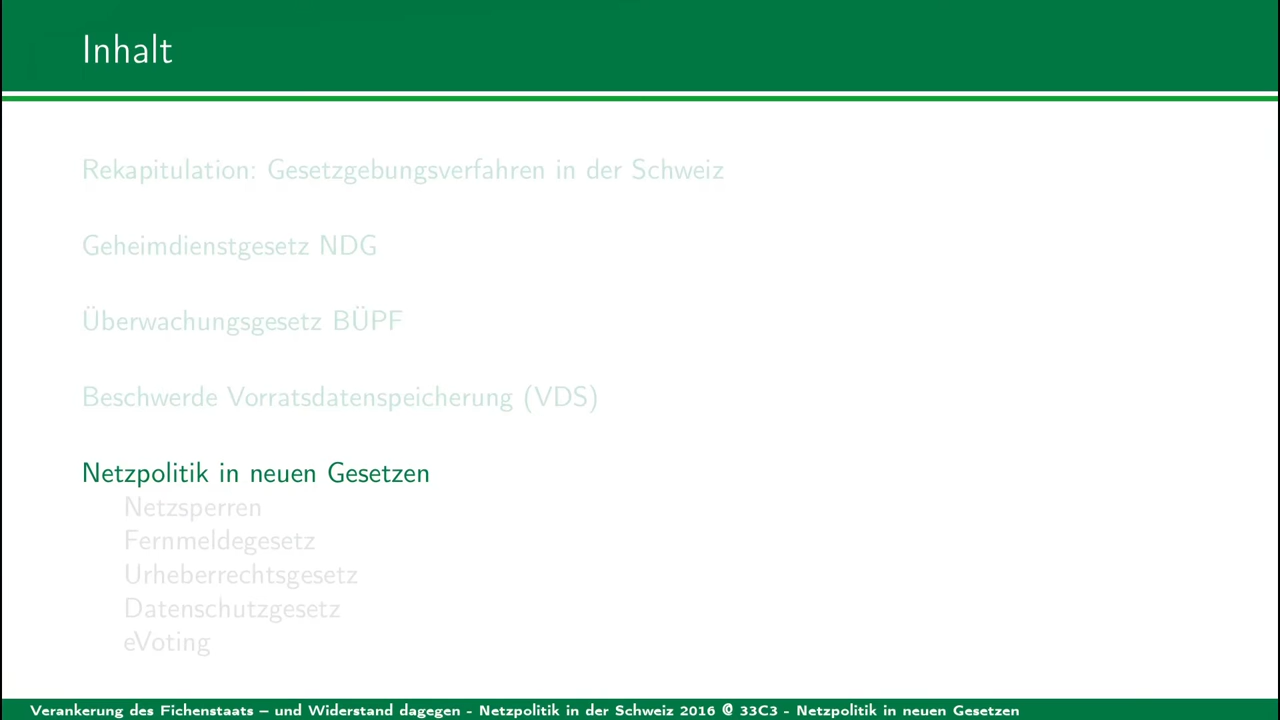 Inhalt
Rekapitulation: Gesetzgebungsverfahren in der Schweiz
Geheimdienstgesetz NDG
Überwachungsgesetz BÜPF
Beschwerde Vorratsdatenspeicherung (VDS)
Netzpolitik in neuen Gesetzen
Netzsperren
Fernmeldegesetz
Urheberrechtsgesetz
Datenschutzgesetz
eVoting
Verankerung des Fichenstaats – und Widerstand dagegen - Netzpolitik in der Schweiz 2016 @ 33C3 - Netzpolitik in neuen Gesetzen